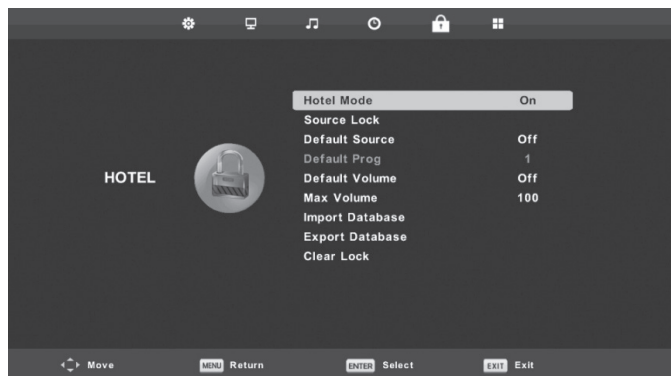 Hotel Mode On
Source Lock
Default Source Off
Default Prog 1
HOTEL
Default Volume Off
Max Volume 100
Import Database
Export Database
Clear Lock
Move MENU Return ENTER Select EXIT Exit